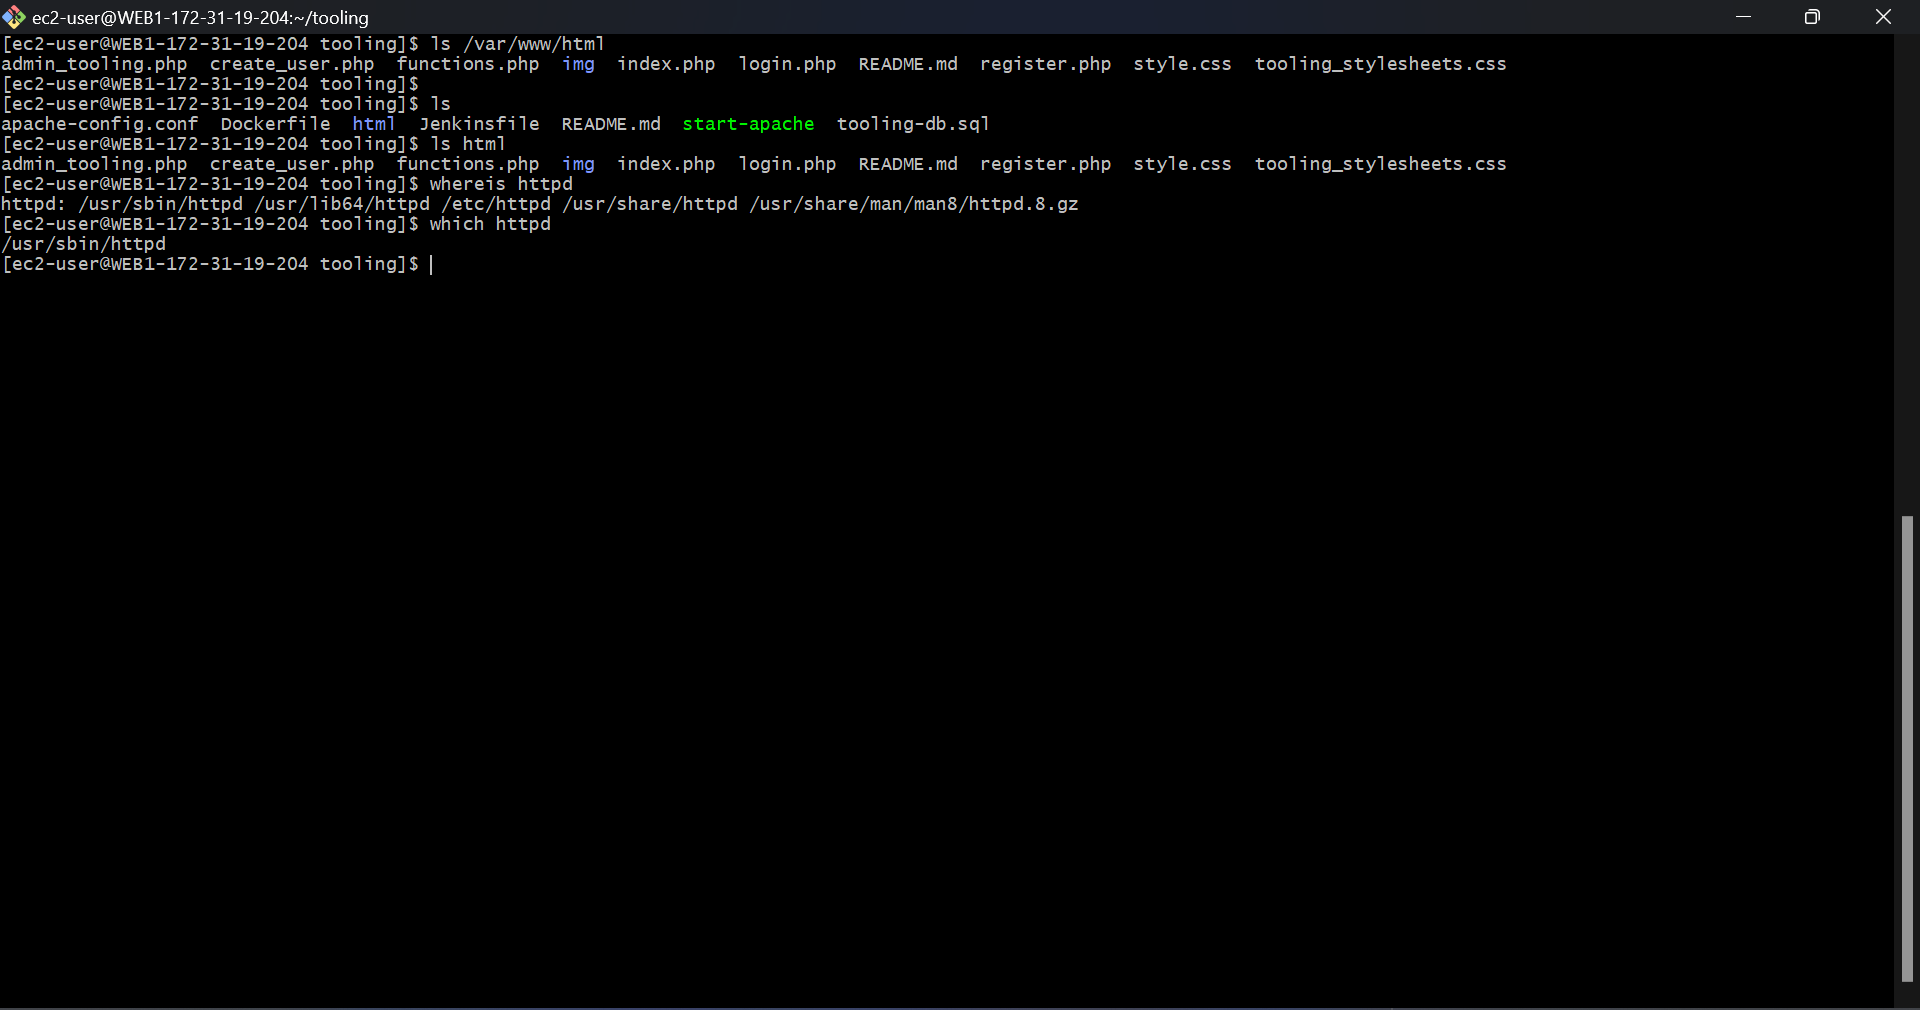 ec2-user@WEB1-172-31-19-204:~/tooling
[ec2-user@WEB1-172-31-19-204 tooling]$ ls /var/www/html
admin_tooling.php  create_user.php  functions.php  img  index.php  login.php  README.md  register.php  style.css  tooling_stylesheets.css
[ec2-user@WEB1-172-31-19-204 tooling]$
[ec2-user@WEB1-172-31-19-204 tooling]$ ls
apache-config.conf  Dockerfile  html  Jenkinsfile  README.md  start-apache  tooling-db.sql
[ec2-user@WEB1-172-31-19-204 tooling]$ ls html
admin_tooling.php  create_user.php  functions.php  img  index.php  login.php  README.md  register.php  style.css  tooling_stylesheets.css
[ec2-user@WEB1-172-31-19-204 tooling]$ whereis httpd
httpd: /usr/sbin/httpd /usr/lib64/httpd /etc/httpd /usr/share/httpd /usr/share/man/man8/httpd.8.gz
[ec2-user@WEB1-172-31-19-204 tooling]$ which httpd
/usr/sbin/httpd
[ec2-user@WEB1-172-31-19-204 tooling]$